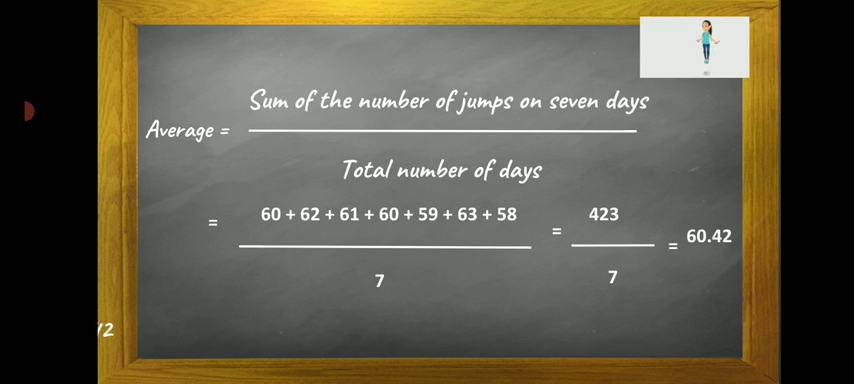 Sum of the number of jumps on seven days
Average =
Total number of days
= 60 + 62 + 61 + 60 + 59 + 63 + 58 = 423 = 60.42
7 7